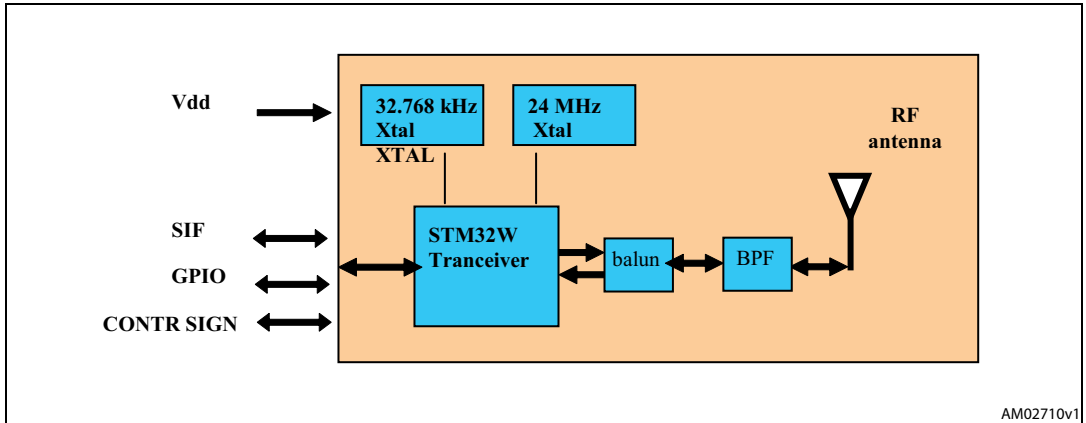 Vdd
32.768 kHz
Xtal
XTAL
24 MHz
Xtal
RF
antenna
SIF
GPIO
CONTR SIGN
STM32W
Tranceiver
balun
BPF
AM02710v1